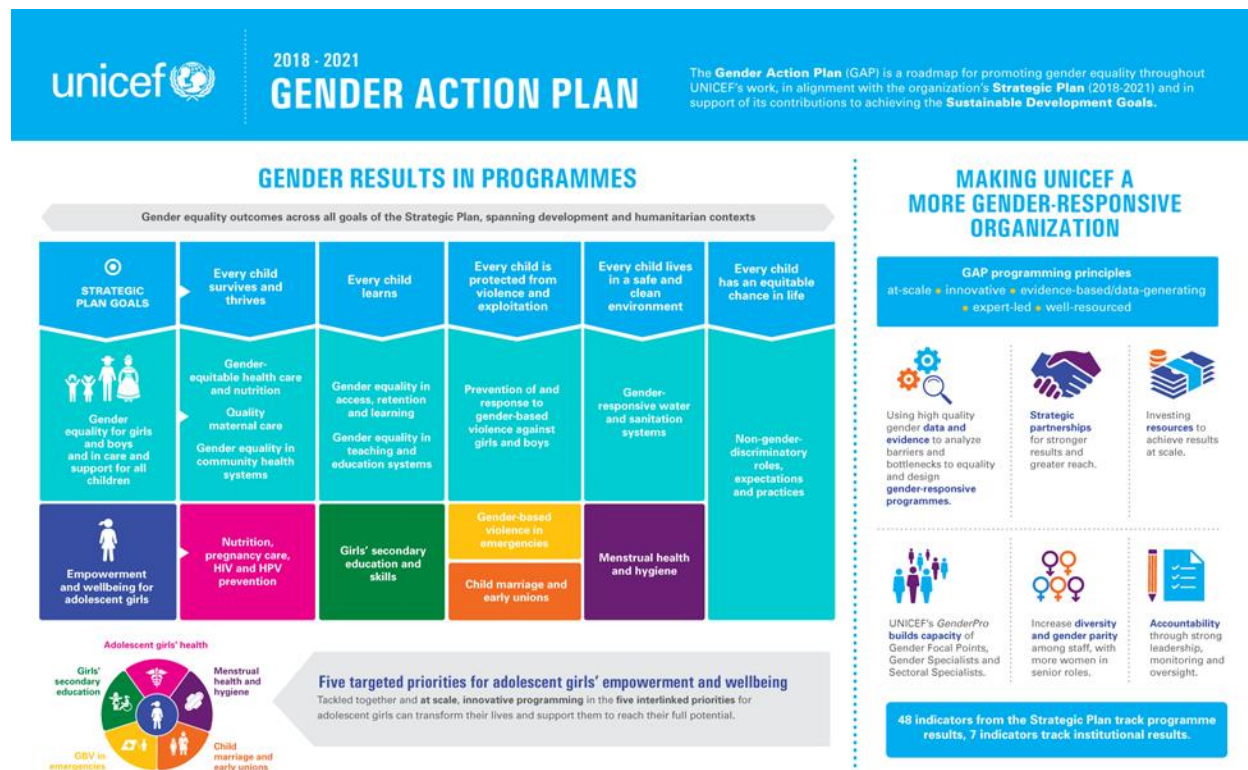 unicef
2018 - 2021
GENDER ACTION PLAN
The Gender Action Plan (GAP) is a roadmap for promoting gender equality throughout
UNICEF's work, in alignment with the organization's Strategic Plan (2018-2021) and in
support of its contributions to achieving the Sustainable Development Goals.
GENDER RESULTS IN PROGRAMMES
Gender equality outcomes across all goals of the Strategic Plan, spanning development and humanitarian contexts
STRATEGIC
PLAN GOALS
Every child
survives and
thrives
Every child
learns
Every child is
protected from
violence and
exploitation
Every child lives
in a safe and
clean
environment
Every child
has an equitable
chance in life
Gender
equality for girls
and boys
and in care and
support for all
children
Gender-
equitable health care
and nutrition
Quality
maternal care
Gender equality in
community health
systems
Gender equality in
access, retention
and learning
Gender equality in
teaching and
education systems
Prevention of and
response to
gender-based
violence against
girls and boys
Gender-
responsive water
and sanitation
systems
Non-gender-
discriminatory
roles,
expectations
and practices
Empowerment
and wellbeing for
adolescent girls
Nutrition,
pregnancy care,
HIV and HPV
prevention
Girls' secondary
education and
skills
Gender-based
violence in
emergencies
Child marriage and
early unions
Menstrual health
and hygiene
Adolescent girls' health
Girls'
secondary
education
Menstrual
health and
hygiene
GBV in
emergencies
Child
marriage and
early unions
Five targeted priorities for adolescent girls' empowerment and wellbeing
Tackled together and at scale, innovative programming in the five interlinked priorities for
adolescent girls can transform their lives and support them to reach their full potential.
MAKING UNICEF A
MORE GENDER-RESPONSIVE
ORGANIZATION
GAP programming principles
at-scale • innovative • evidence-based/data-generating
• expert-led • well-resourced
Using high quality
gender data and
evidence to analyze
barriers and
bottlenecks to equality
and design
gender-responsive
programmes.
Strategic
partnerships
for stronger
results and
greater reach.
Investing
resources to
achieve results
at scale.
UNICEF's GenderPro
builds capacity of
Gender Focal Points,
Gender Specialists and
Sectoral Specialists.
Increase diversity
and gender parity
among staff, with
more women in
senior roles.
Accountability
through strong
leadership,
monitoring and
oversight.
48 indicators from the Strategic Plan track programme
results, 7 indicators track institutional results.